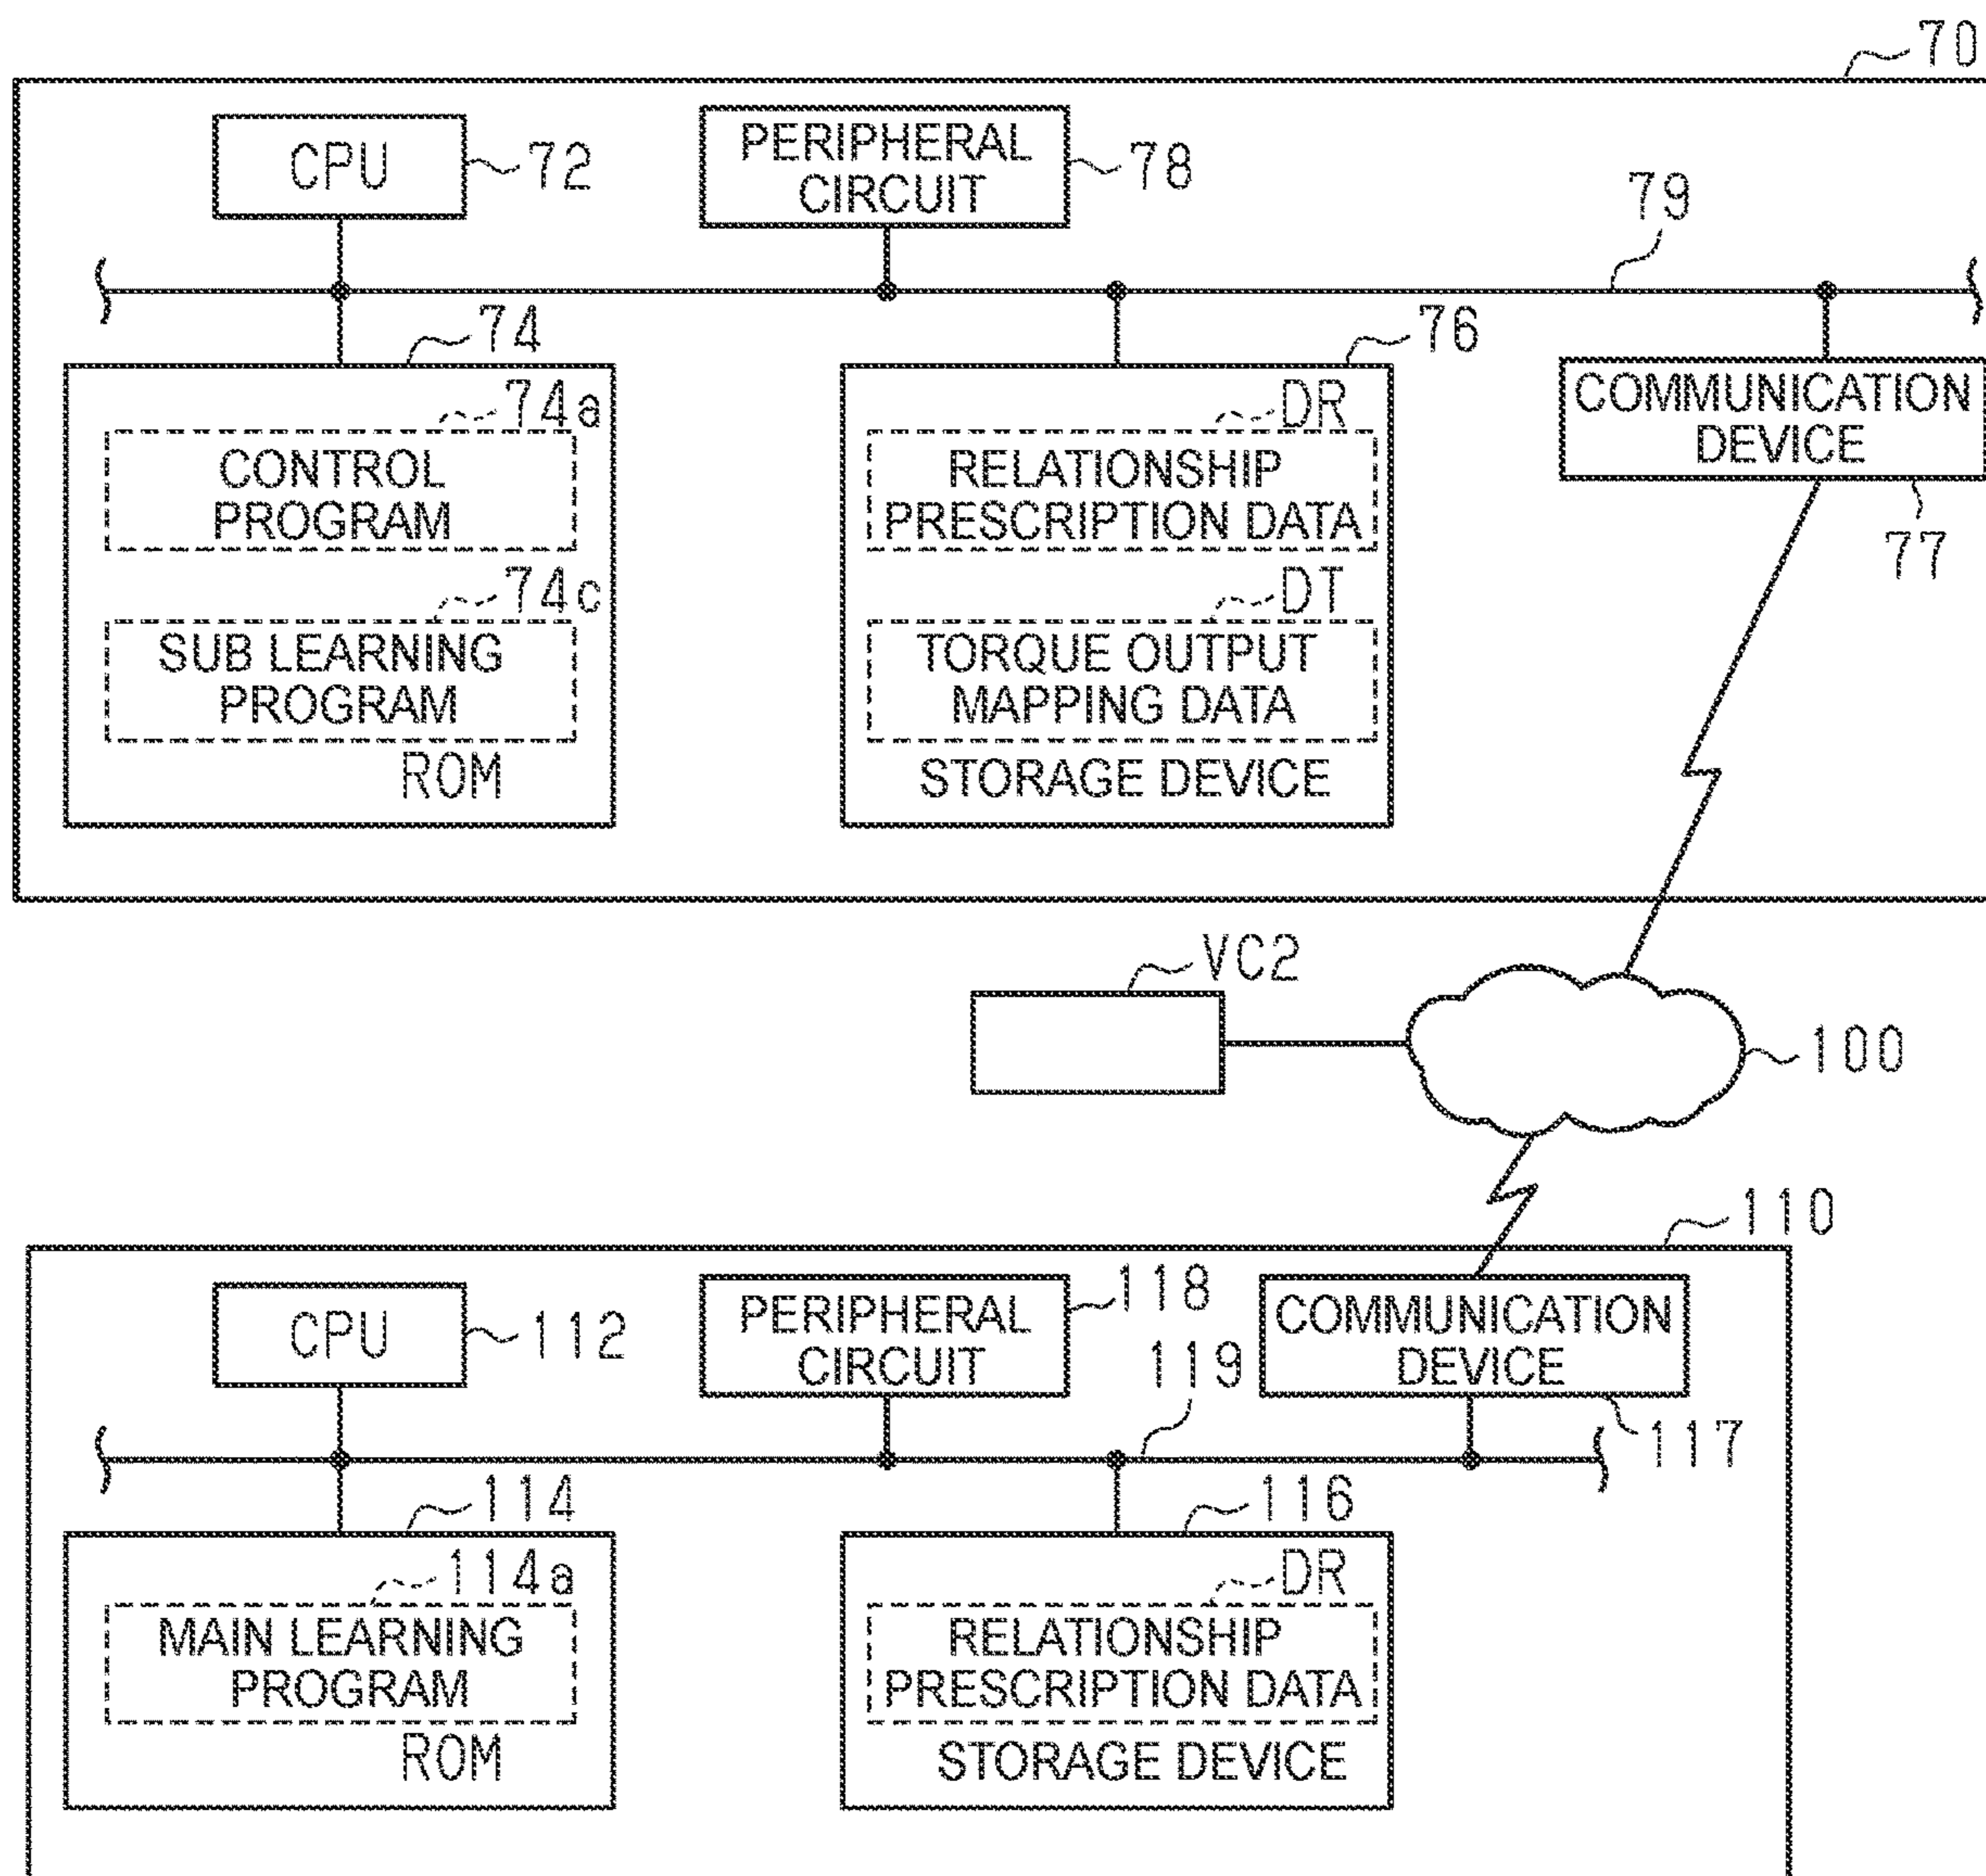 70
CPU
72
PERIPHERAL
CIRCUIT
78
79
74
76
74a
CONTROL
PROGRAM
74c
SUB LEARNING
PROGRAM
ROM
DR
RELATIONSHIP
PRESCRIPTION DATA
DT
TORQUE OUTPUT
MAPPING DATA
STORAGE DEVICE
COMMUNICATION
DEVICE
77
VC2
100
110
CPU
112
PERIPHERAL
CIRCUIT
118
COMMUNICATION
DEVICE
119
117
114
116
114a
MAIN LEARNING
PROGRAM
ROM
DR
RELATIONSHIP
PRESCRIPTION DATA
STORAGE DEVICE